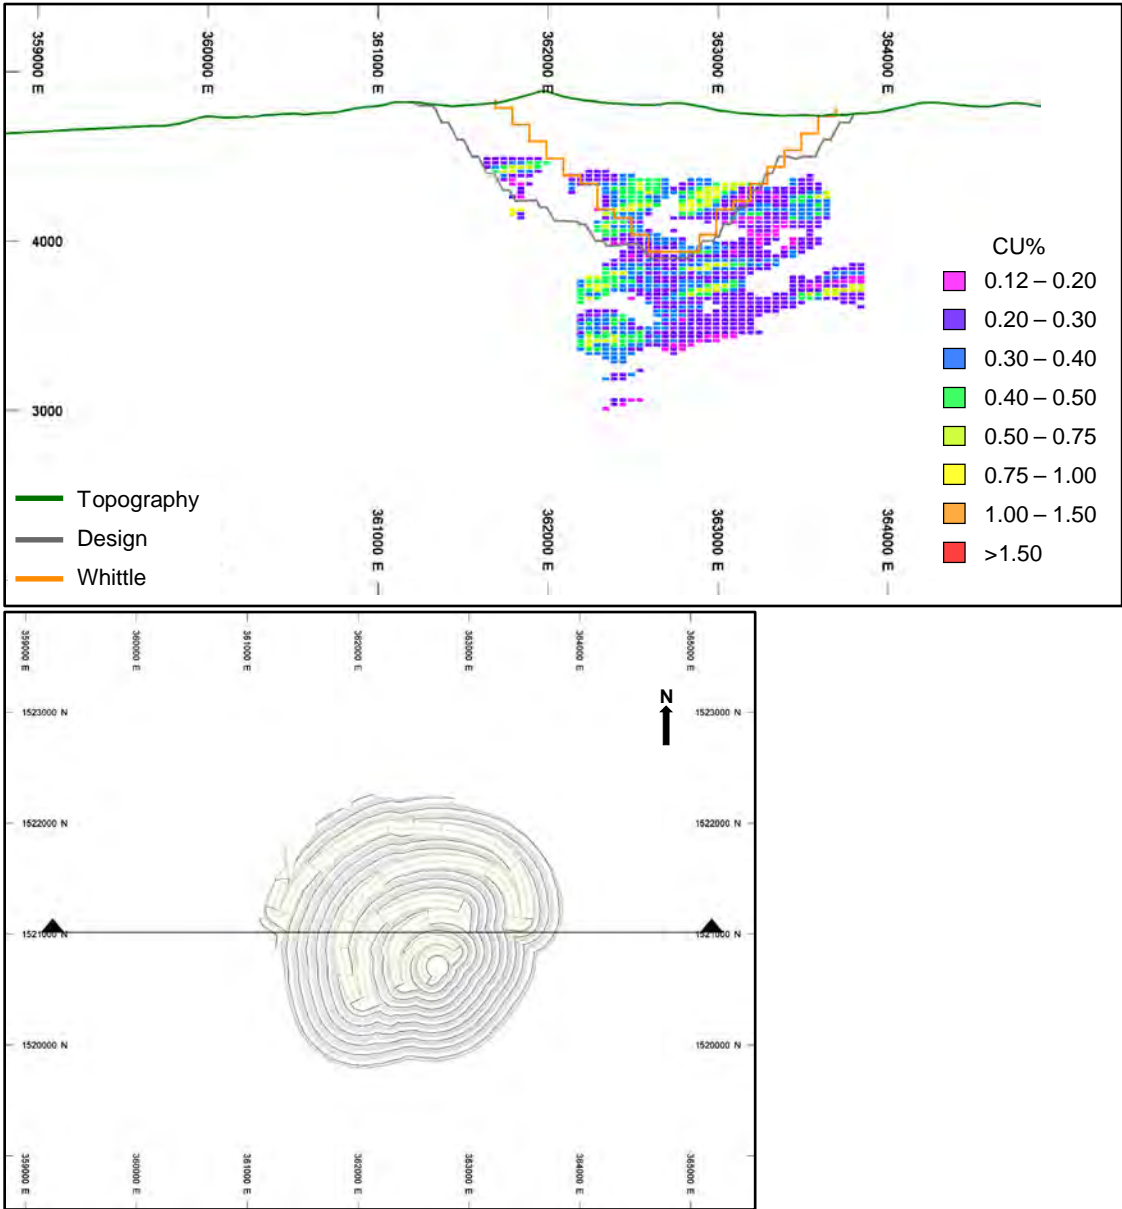 359000 E
360000 E
361000 E
362000 E
363000 E
364000 E
4000
3000
CU%
0.12 – 0.20
0.20 – 0.30
0.30 – 0.40
0.40 – 0.50
0.50 – 0.75
0.75 – 1.00
1.00 – 1.50
>1.50
Topography
Design
Whittle
361000 E
362000 E
363000 E
364000 E
359000 E
360000 E
361000 E
362000 E
363000 E
364000 E
365000 E
N
1523000 N
1523000 N
1522000 N
1522000 N
1521000 N
1521000 N
1520000 N
1520000 N
359000 E
360000 E
361000 E
362000 E
363000 E
364000 E
365000 E